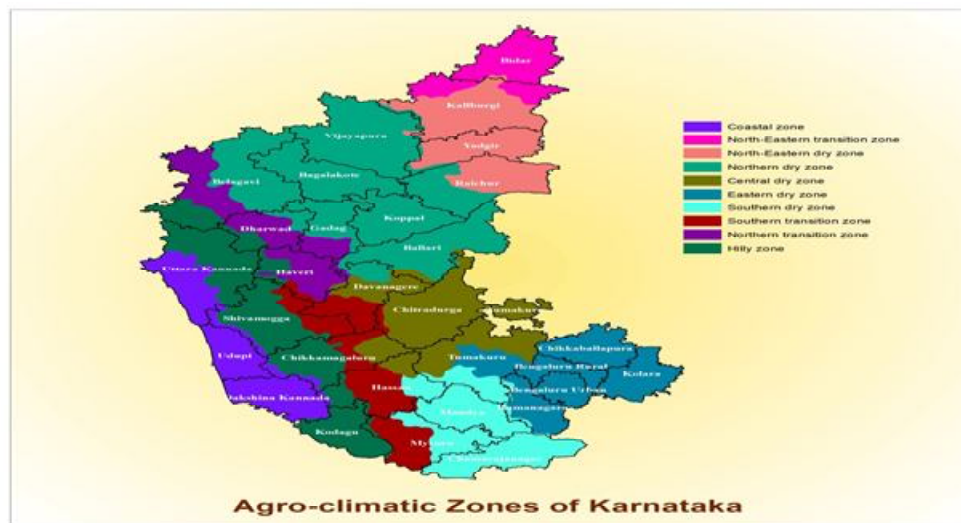 Bidar
Kalburgi
Yadgir
Raichur
Vijayapura
Bagalakote
Belagavi
Koppal
Gadag
Dharwad
Ballari
Haveri
Uttara Kannada
Davanagere
Chitradurga
Tumakuru
Shivamogga
Chikkaballapura
Udupi
Chikkamagaluru
Tumakuru
Bengaluru Rural
Kolara
Hassan
Bengaluru Urban
Dakshina Kannada
Ramanagara
Mandya
Kodagu
Mysuru
Chamarajanagar
Coastal zone
North-Eastern transition zone
North-Eastern dry zone
Northern dry zone
Central dry zone
Eastern dry zone
Southern dry zone
Southern transition zone
Northern transition zone
Hilly zone
Agro-climatic Zones of Karnataka